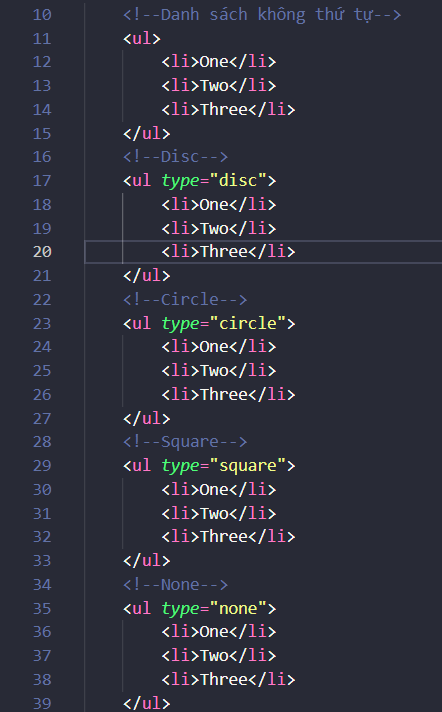 10 <!--Danh sách không thứ tự-->
11 <ul>
12 <li>One</li>
13 <li>Two</li>
14 <li>Three</li>
15 </ul>
16 <!--Disc-->
17 <ul type="disc">
18 <li>One</li>
19 <li>Two</li>
20 <li>Three</li>
21 </ul>
22 <!--Circle-->
23 <ul type="circle">
24 <li>One</li>
25 <li>Two</li>
26 <li>Three</li>
27 </ul>
28 <!--Square-->
29 <ul type="square">
30 <li>One</li>
31 <li>Two</li>
32 <li>Three</li>
33 </ul>
34 <!--None-->
35 <ul type="none">
36 <li>One</li>
37 <li>Two</li>
38 <li>Three</li>
39 </ul>